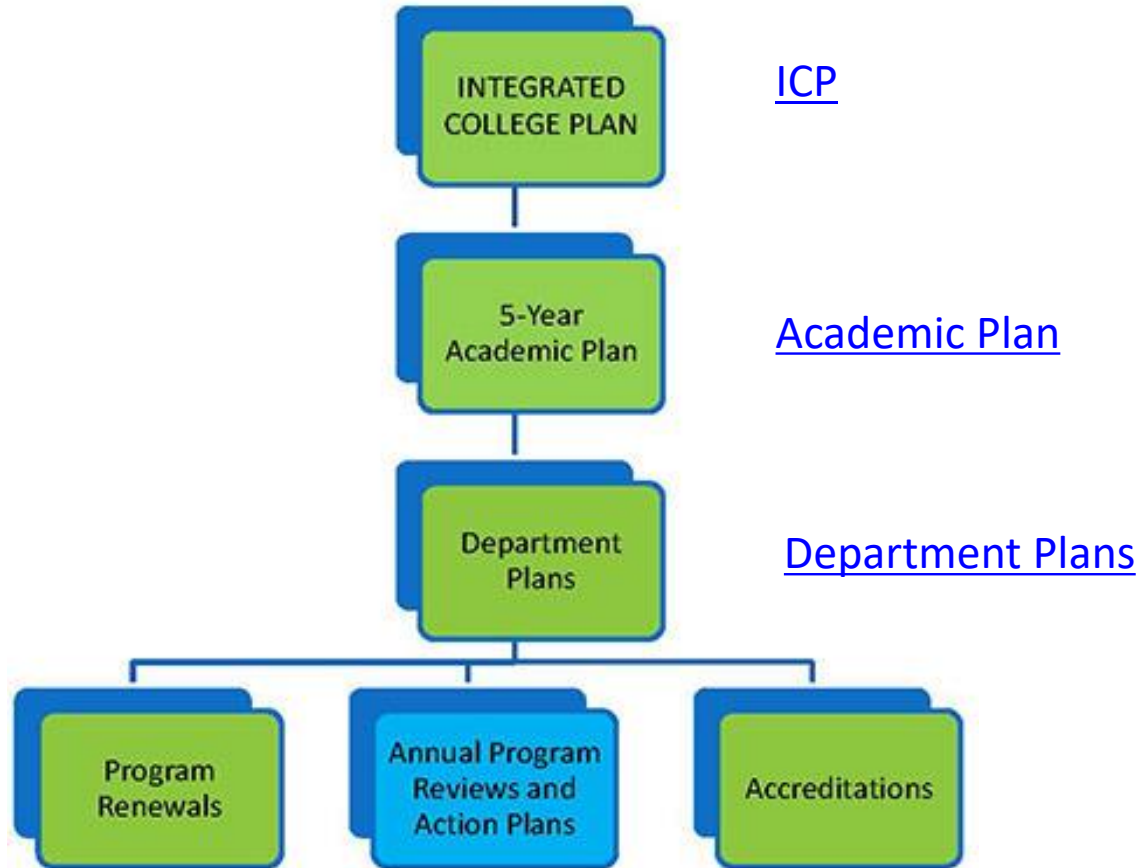 INTEGRATED
COLLEGE PLAN
ICP
5-Year
Academic Plan
Academic Plan
Department
Plans
Department Plans
Program
Renewals
Annual Program
Reviews and
Action Plans
Accreditations